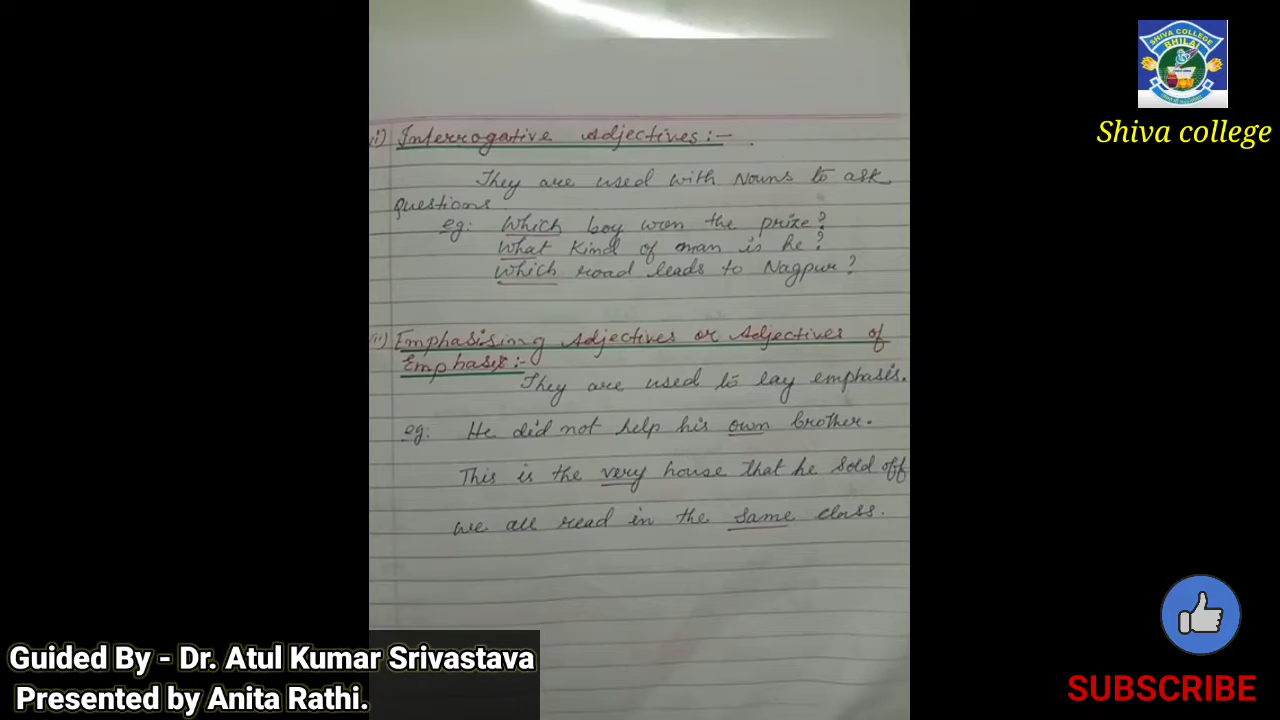 ii) Interrogative Adjectives :-
They are used with Nouns to ask
questions
eg: Which boy won the prize?
What kind of man is he?
Which road leads to Nagpur?
ii) Emphasising Adjectives or Adjectives of
Emphasis :-
They are used to lay emphasis.
eg. He did not help his own brother.
This is the very house that he sold off
we all read in the same class.
SHIVA COLLEGE
BHILAI
Shiva college
Guided By - Dr. Atul Kumar Srivastava
Presented by Anita Rathi.
SUBSCRIBE